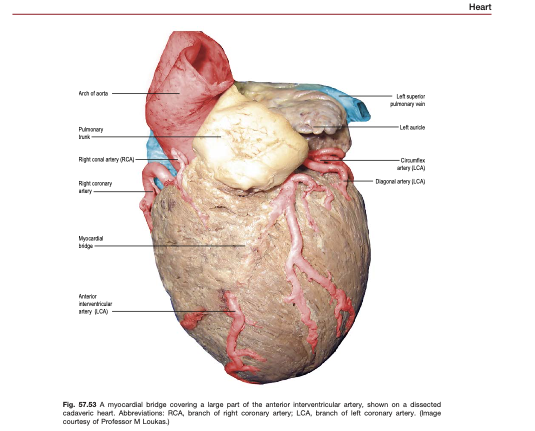 Heart
Arch of aorta
Pulmonary
trunk
Right conal artery (RCA)
Right coronary
artery
Myocardial
bridge
Anterior
interventricular
artery (LCA)
Left superior
pulmonary vein
Left auricle
Circumflex
artery (LCA)
Diagonal artery (LCA)
Fig. 57.53 A myocardial bridge covering a large part of the anterior interventricular artery, shown on a dissected
cadaveric heart. Abbreviations: RCA, branch of right coronary artery; LCA, branch of left coronary artery. (Image
courtesy of Professor M Loukas.)